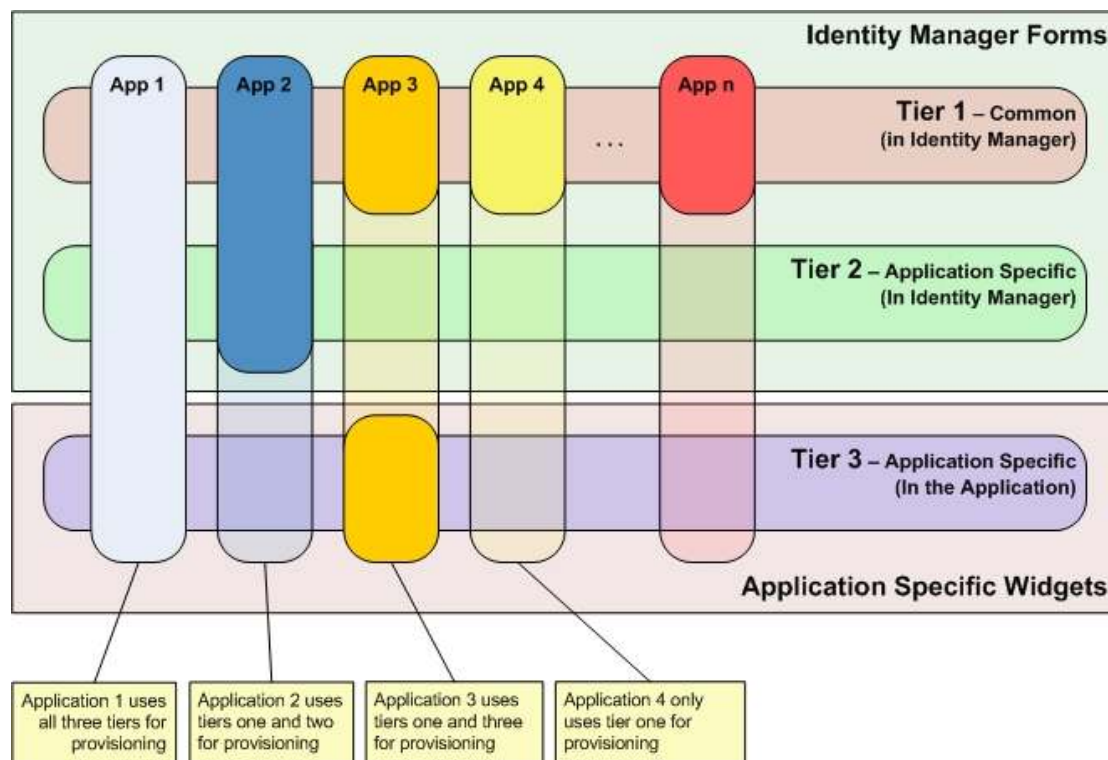 Identity Manager Forms
App 1
App 2
App 3
App 4
App n
Tier 1 – Common
(in Identity Manager)
...
Tier 2 – Application Specific
(In Identity Manager)
Tier 3 – Application Specific
(In the Application)
Application Specific Widgets
Application 1 uses
all three tiers for
provisioning
Application 2 uses
tiers one and two
for provisioning
Application 3 uses
tiers one and three
for provisioning
Application 4 only
uses tier one for
provisioning